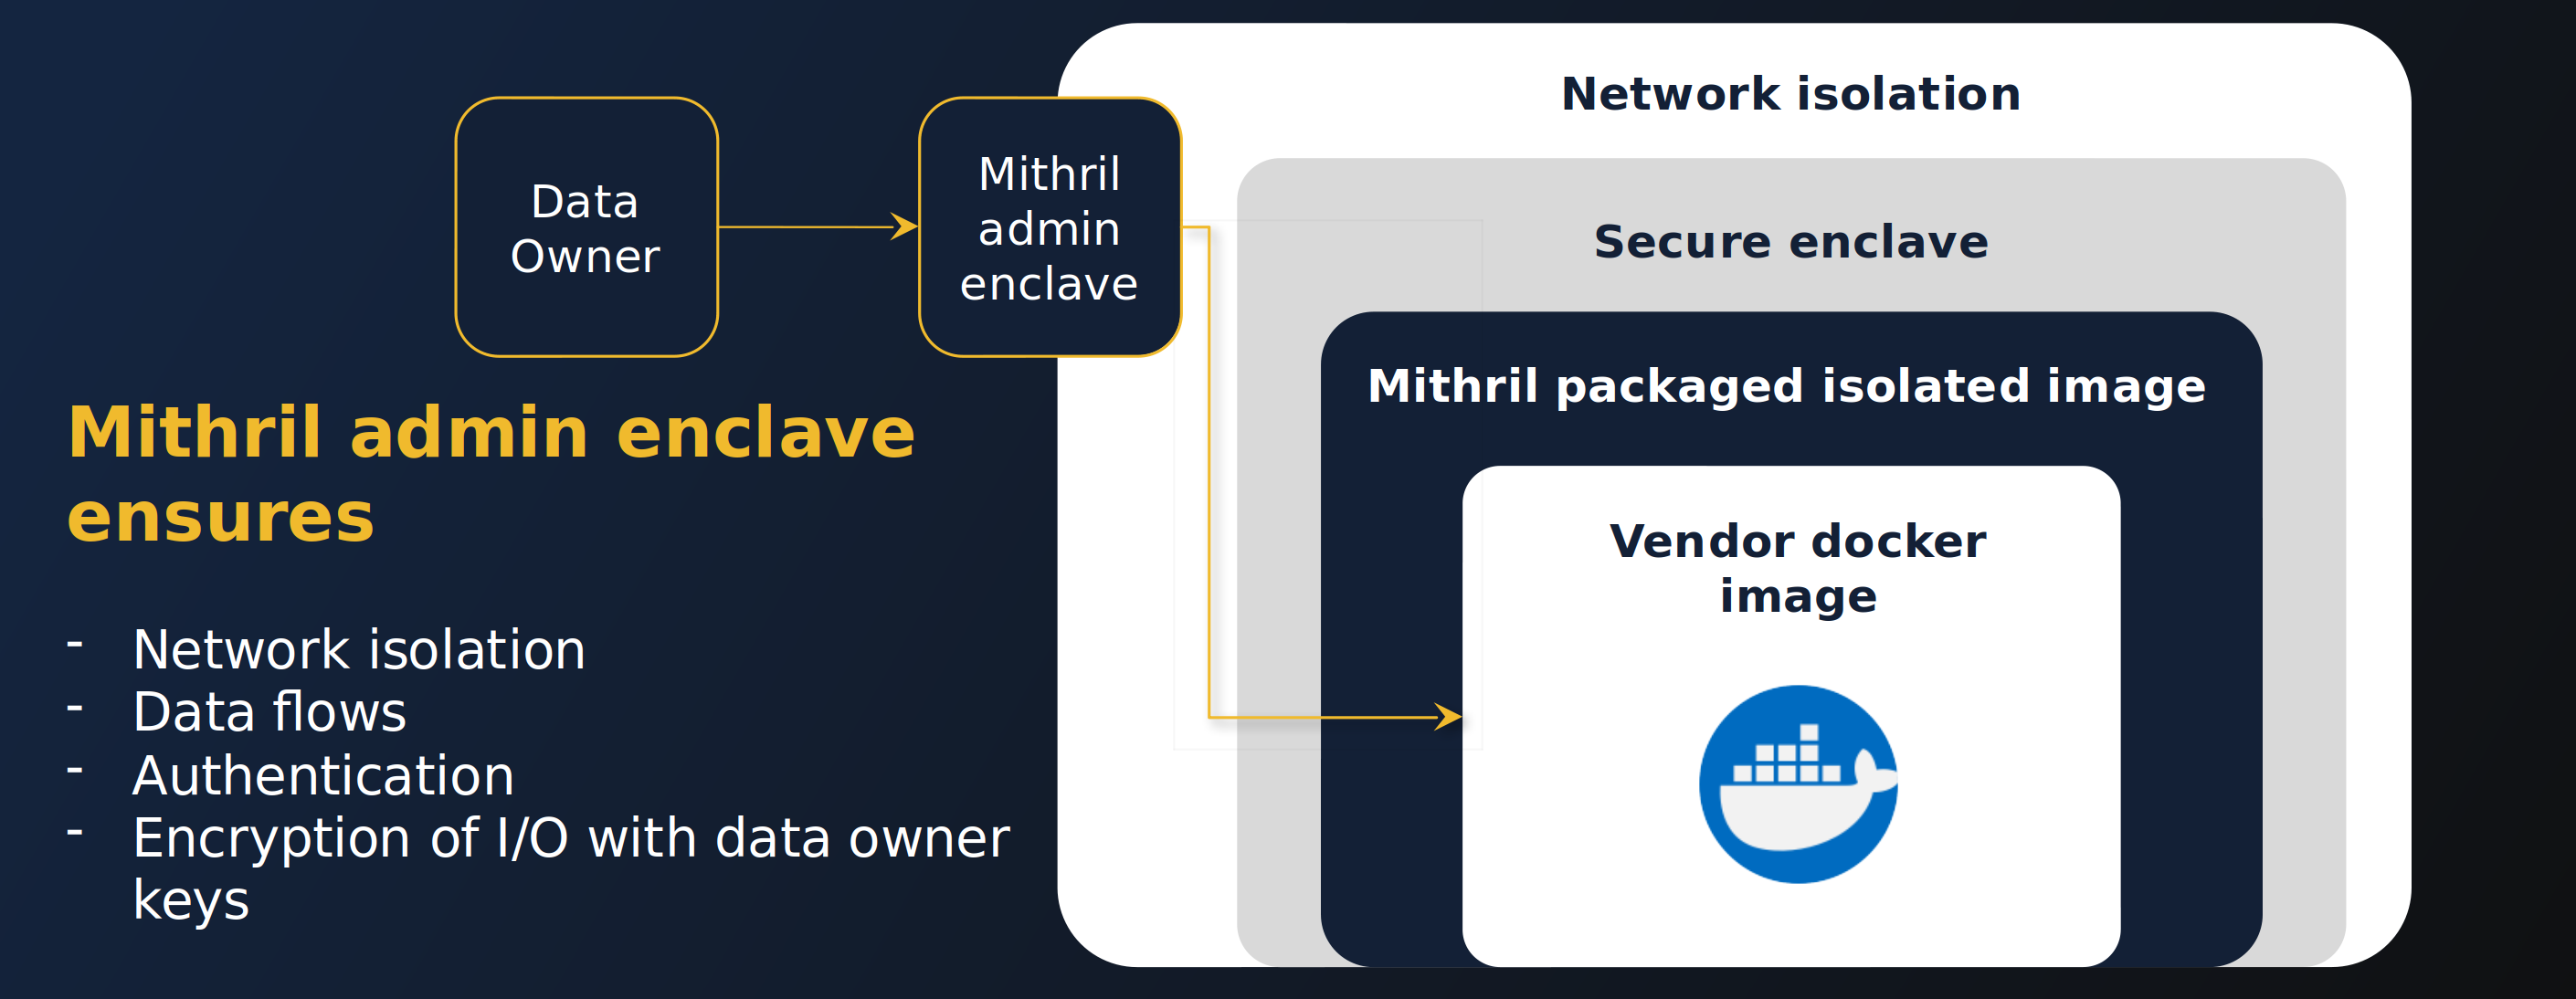 Network isolation
Data
Owner
Mithril
admin
enclave
Secure enclave
Mithril packaged isolated image
Vendor docker
image
Mithril admin enclave
ensures
- Network isolation
- Data flows
- Authentication
- Encryption of I/O with data owner
keys